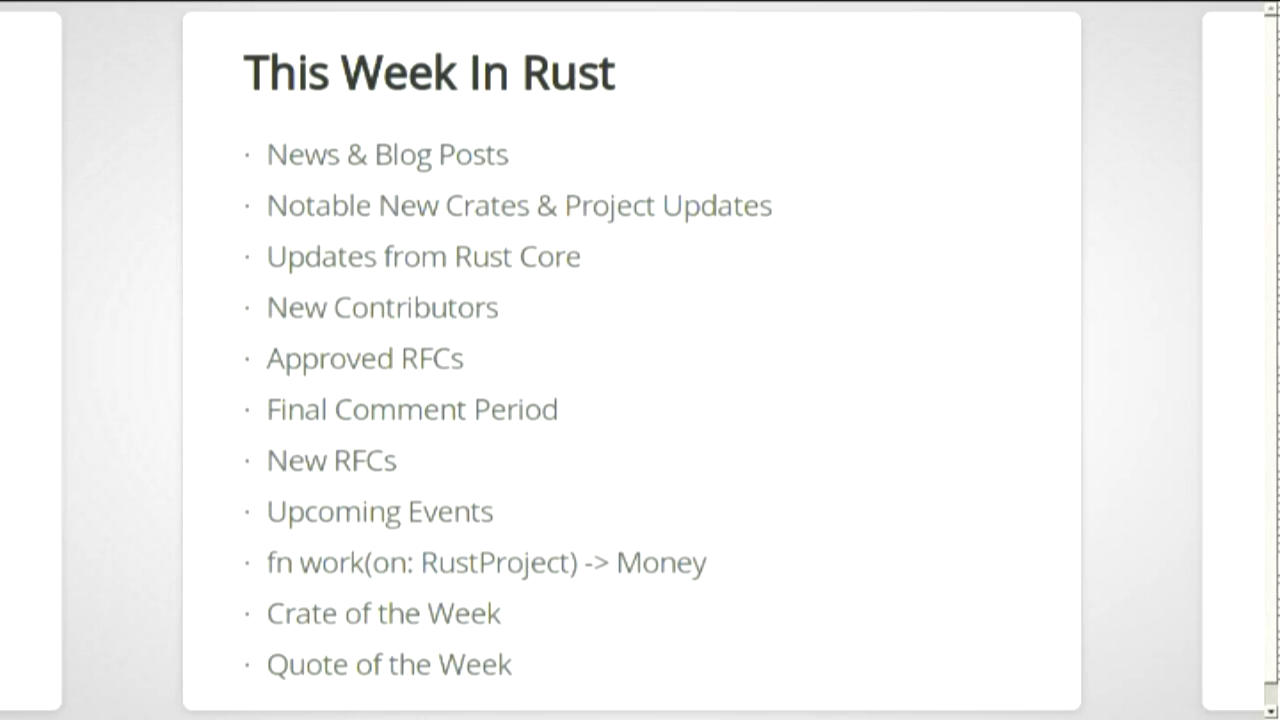 This Week In Rust
· News & Blog Posts
· Notable New Crates & Project Updates
· Updates from Rust Core
· New Contributors
· Approved RFCs
· Final Comment Period
· New RFCs
· Upcoming Events
· fn work(on: RustProject) -> Money
· Crate of the Week
· Quote of the Week